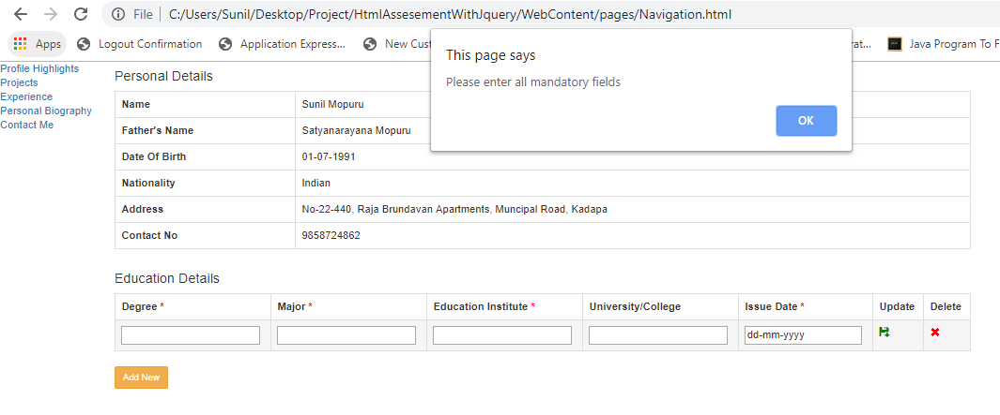 File C:/Users/Sunil/Desktop/Project/HtmlAssesementWithJquery/WebContent/pages/Navigation.html
Apps Logout Confirmation Application Express... New Cust rat... Java Program To F
This page says
Please enter all mandatory fields
OK
Profile Highlights
Projects
Experience
Personal Biography
Contact Me
Personal Details
Name Sunil Mopuru
Father's Name Satyanarayana Mopuru
Date Of Birth 01-07-1991
Nationality Indian
Address No-22-440, Raja Brundavan Apartments, Muncipal Road, Kadapa
Contact No 9858724862
Education Details
Degree * Major * Education Institute * University/College Issue Date * Update Delete
dd-mm-yyyy
Add New